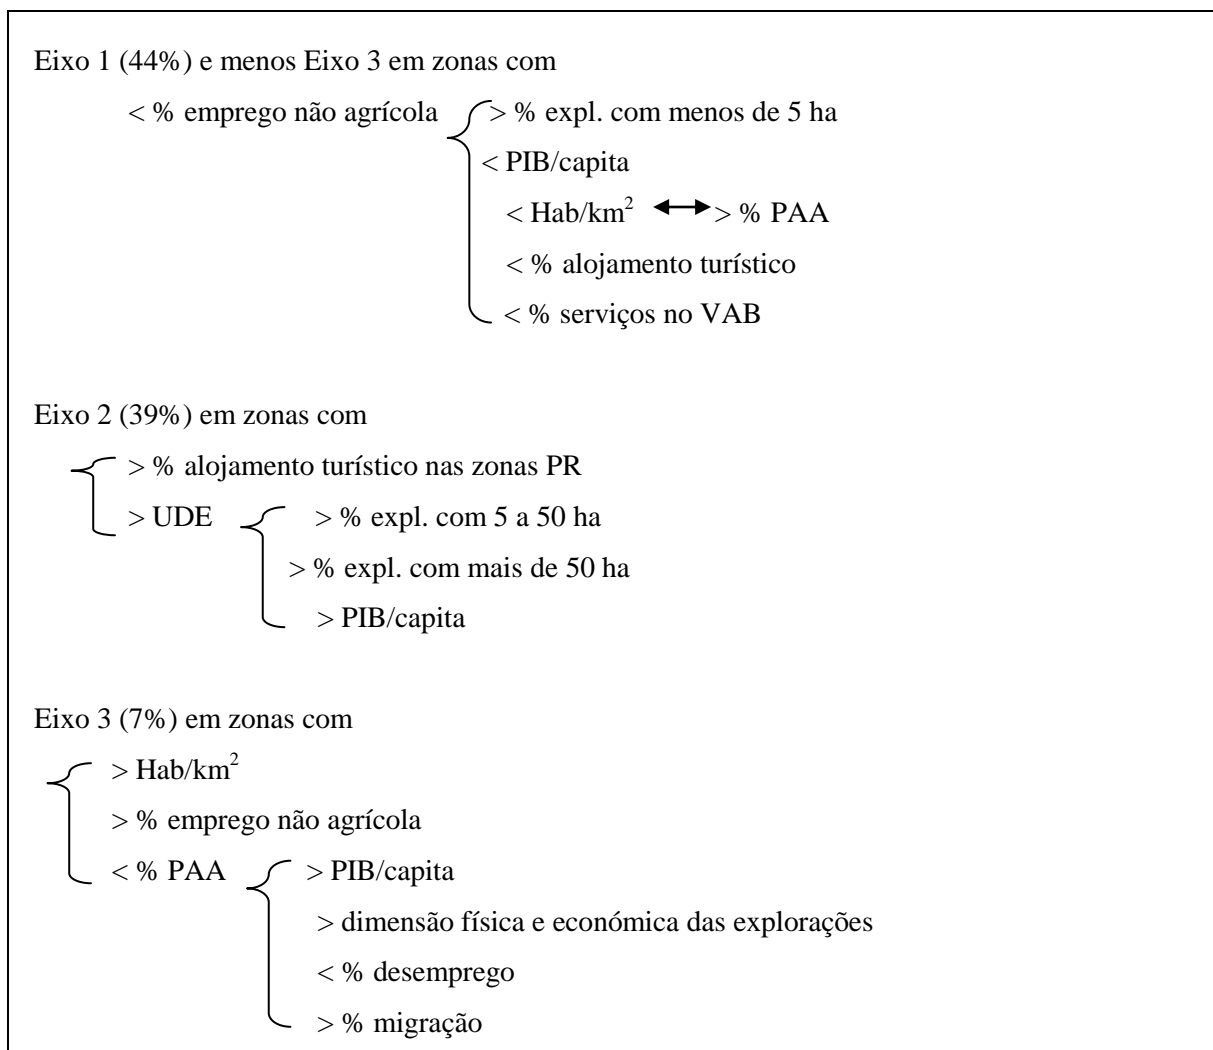 Eixo 1 (44%) e menos Eixo 3 em zonas com
< % emprego não agrícola > % expl. com menos de 5 ha
< PIB/capita
< Hab/km² ↔ > % PAA
< % alojamento turístico
< % serviços no VAB
Eixo 2 (39%) em zonas com
> % alojamento turístico nas zonas PR
> UDE > % expl. com 5 a 50 ha
> % expl. com mais de 50 ha
> PIB/capita
Eixo 3 (7%) em zonas com
> Hab/km²
> % emprego não agrícola
< % PAA > PIB/capita
> dimensão física e económica das explorações
< % desemprego
> % migração